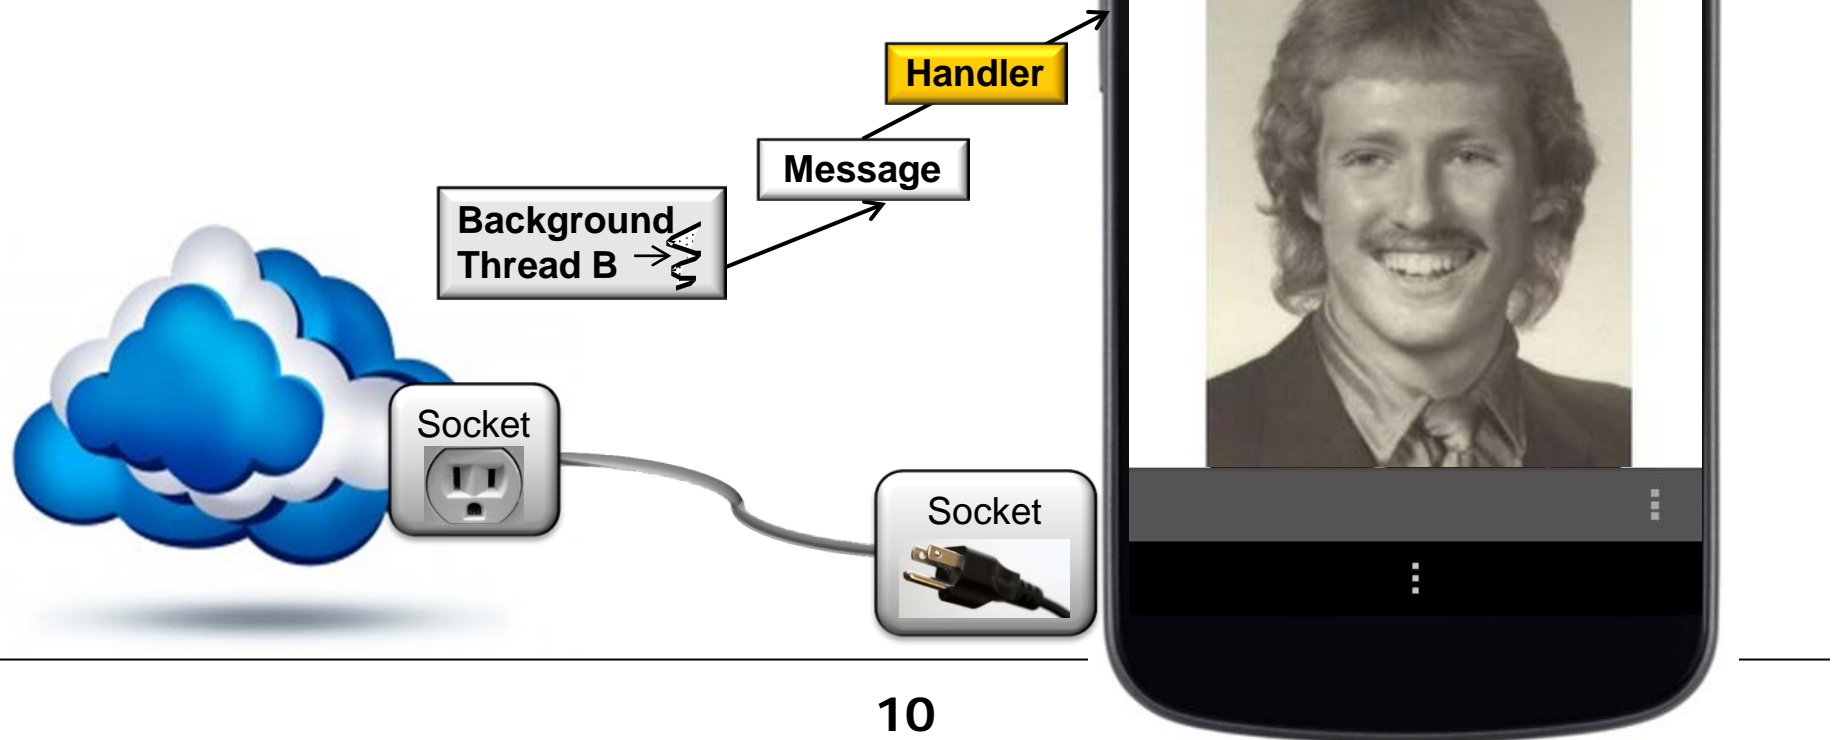 Handler
Message
Background
Thread B
Socket
Socket
10